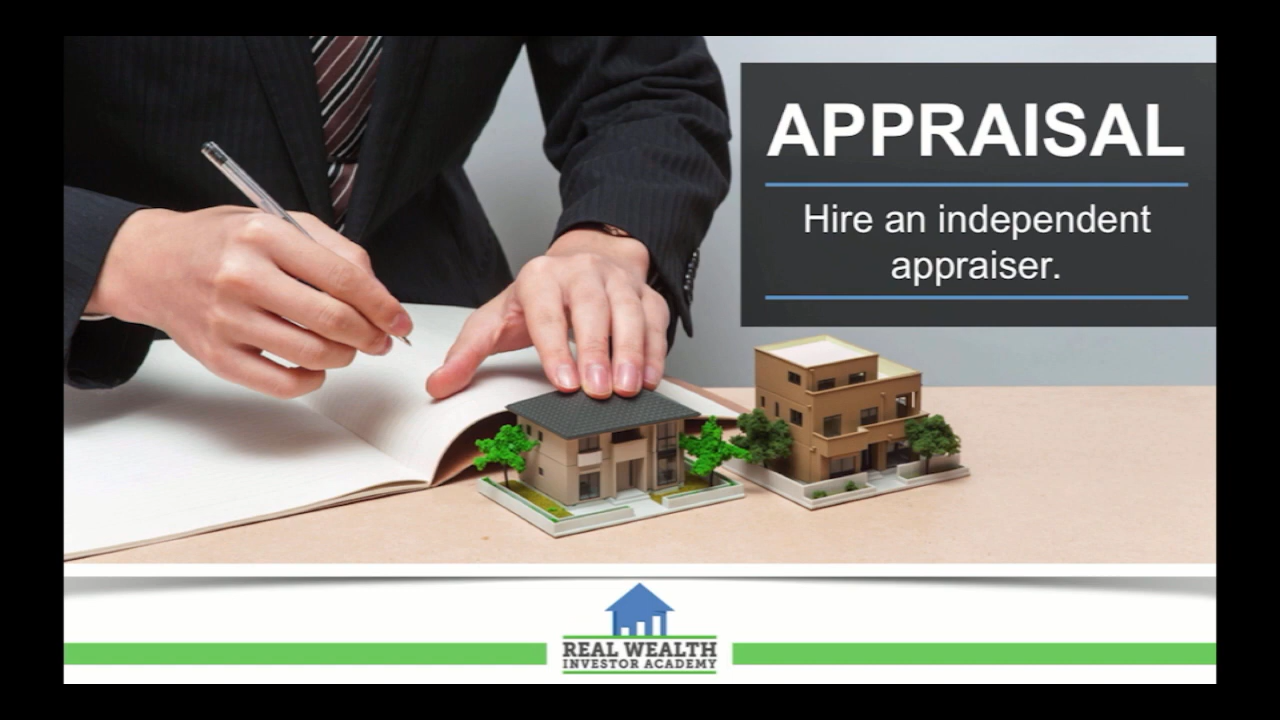 APPRAISAL
Hire an independent
appraiser.
REAL WEALTH
INVESTOR ACADEMY